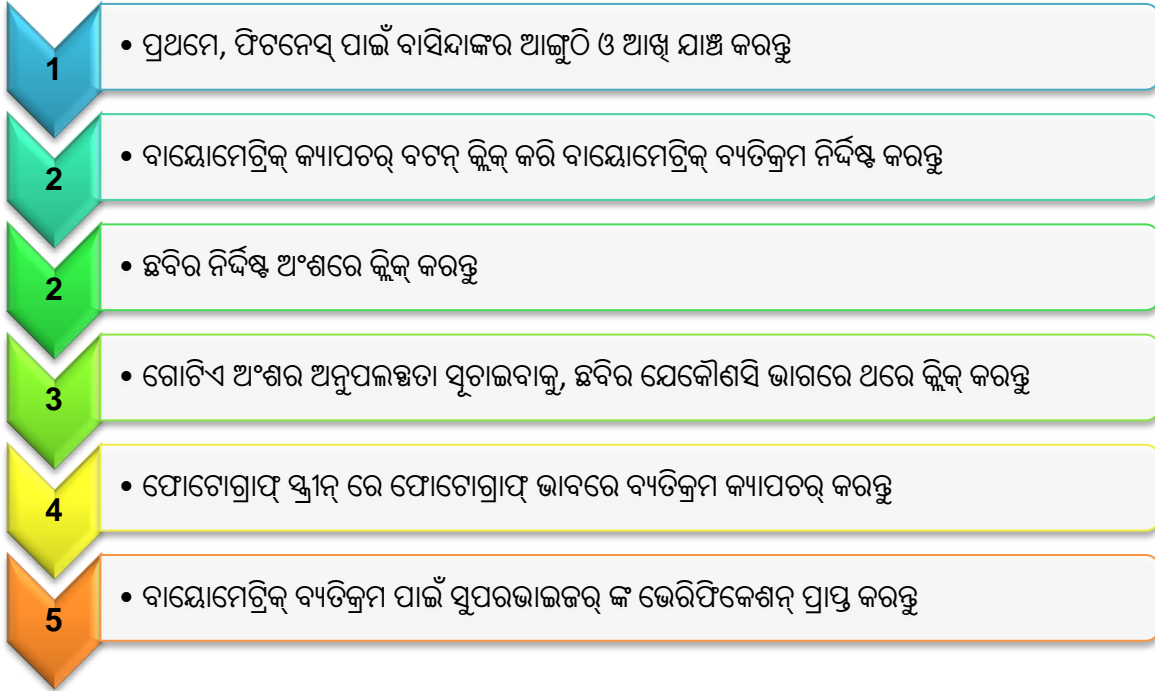 1
• ପ୍ରଥମେ, ଫିଟନେସ୍ ପାଇଁ ବାସିନ୍ଦାଙ୍କର ଆଙ୍ଗୁଠି ଓ ଆଖି ଯାଞ୍ଚ କରନ୍ତୁ
2
• ବାୟୋମେଟ୍ରିକ୍ କ୍ୟାପଚର୍ ବଟନ୍ କ୍ଲିକ୍ କରି ବାୟୋମେଟ୍ରିକ୍ ବ୍ୟତିକ୍ରମ ନିର୍ଦ୍ଦିଷ୍ଟ କରନ୍ତୁ
2
• ଛବିର ନିର୍ଦ୍ଦିଷ୍ଟ ଅଂଶରେ କ୍ଲିକ୍ କରନ୍ତୁ
3
• ଗୋଟିଏ ଅଂଶର ଅନୁପଲବ୍ଧତା ସୂଚାଇବାକୁ, ଛବିର ଯେକୌଣସି ଭାଗରେ ଥରେ କ୍ଲିକ୍ କରନ୍ତୁ
4
• ଫୋଟୋଗ୍ରାଫ୍ ସ୍କ୍ରୀନ୍ ରେ ଫୋଟୋଗ୍ରାଫ୍ ଭାବରେ ବ୍ୟତିକ୍ରମ କ୍ୟାପଚର୍ କରନ୍ତୁ
5
• ବାୟୋମେଟ୍ରିକ୍ ବ୍ୟତିକ୍ରମ ପାଇଁ ସୁପରଭାଇଜର୍ ଙ୍କ ଭେରିଫିକେଶନ୍ ପ୍ରାପ୍ତ କରନ୍ତୁ